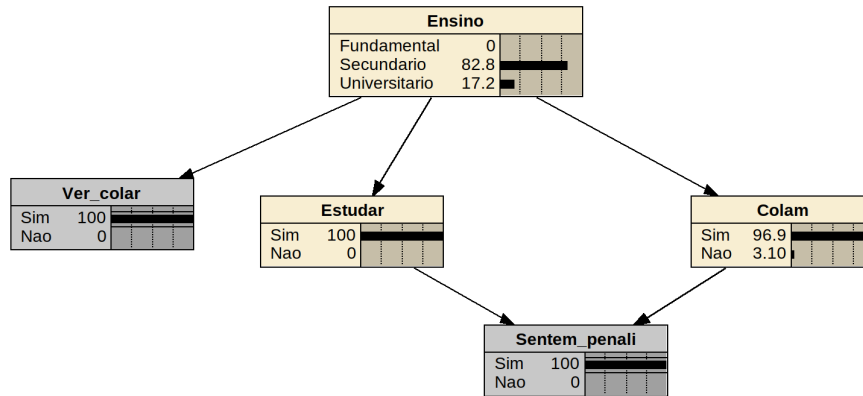 Ensino
Fundamental 0
Secundario 82.8
Universitario 17.2
Ver_colar
Sim 100
Nao 0
Estudar
Sim 100
Nao 0
Colam
Sim 96.9
Nao 3.10
Sentem_penali
Sim 100
Nao 0